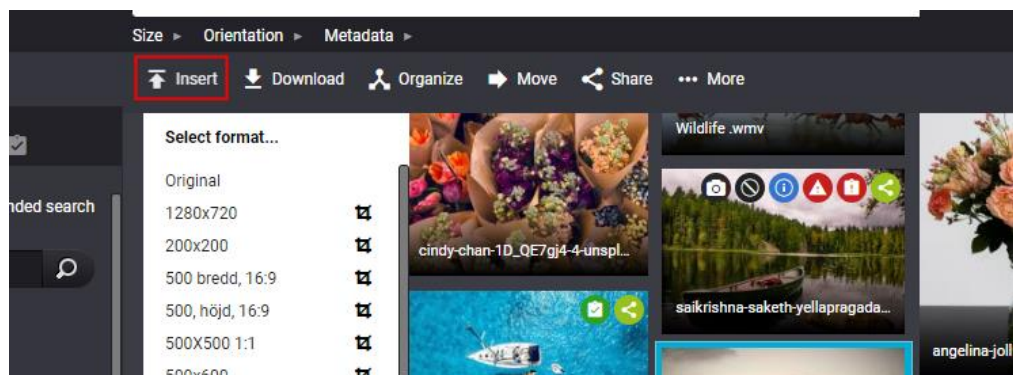 Size ► Orientation ► Metadata ►
Insert Download Organize Move Share ••• More
Select format...
Original
1280x720
200x200
500 bredd, 16:9
500, höjd, 16:9
500X500 1:1
nded search
Wildlife .wmv
cindy-chan-1D_QE7gj4-4-unspl...
saikrishna-saketh-yellapragada...
angelina-joll